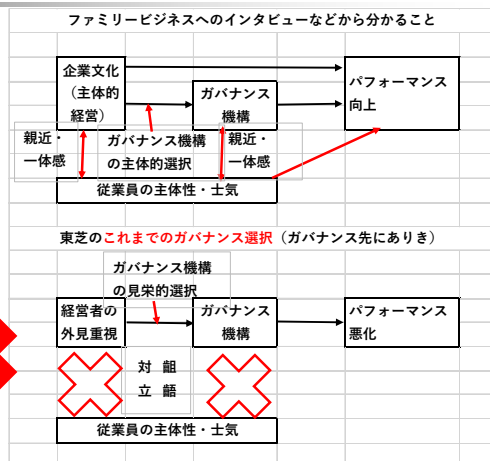 ファミリービジネスへのインタビューなどから分かること
企業文化
（主体的
経営）
ガバナンス
機構
パフォーマンス
向上
親近・
一体感
ガバナンス機構
の主体的選択
親近・
一体感
従業員の主体性・士気
東芝のこれまでのガバナンス選択（ガバナンス先にありき）
ガバナンス機構
の見栄的選択
経営者の
外見重視
ガバナンス
機構
パフォーマンス
悪化
対 齟
立 齬
従業員の主体性・士気